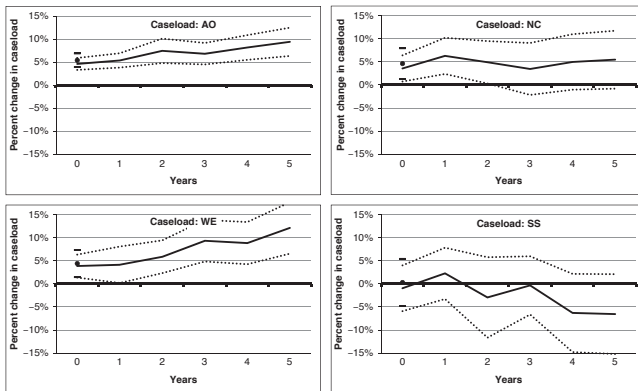 Percent change in caseload
Caseload: AO
15%
10%
5%
0%
−5%
−10%
−15%
0 1 2 3 4 5
Years
Percent change in caseload
Caseload: NC
15%
10%
5%
0%
−5%
−10%
−15%
0 1 2 3 4 5
Years
Percent change in caseload
Caseload: WE
15%
10%
5%
0%
−5%
−10%
−15%
0 1 2 3 4 5
Years
Percent change in caseload
Caseload: SS
15%
10%
5%
0%
−5%
−10%
−15%
0 1 2 3 4 5
Years